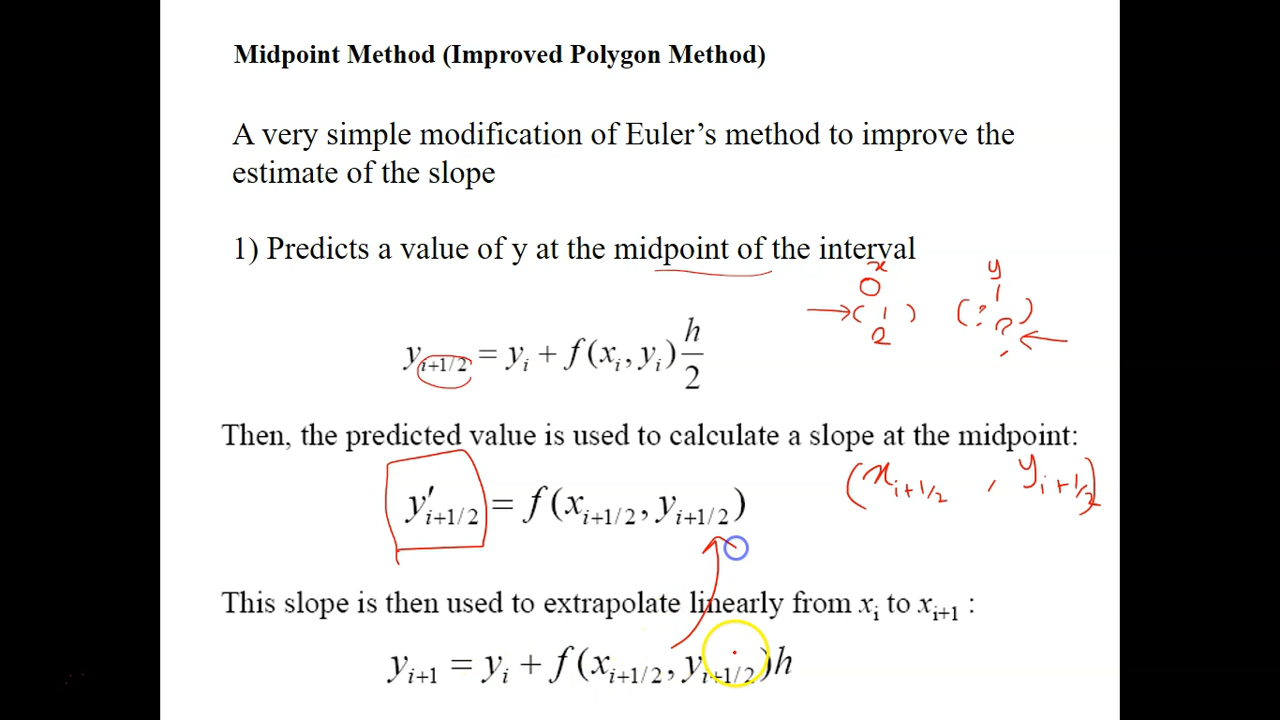 Midpoint Method (Improved Polygon Method)
A very simple modification of Euler’s method to improve the
estimate of the slope
1) Predicts a value of y at the midpoint of the interval
x y
0 1
→( 1 ) (? )
2 ? ←
y_{i+1/2} = y_i + f(x_i, y_i) h/2
Then, the predicted value is used to calculate a slope at the midpoint:
(x_{i+1/2} , y_{i+1/2})
y′_{i+1/2} = f(x_{i+1/2}, y_{i+1/2})
This slope is then used to extrapolate linearly from x_i to x_{i+1} :
y_{i+1} = y_i + f(x_{i+1/2}, y_{i+1/2})h